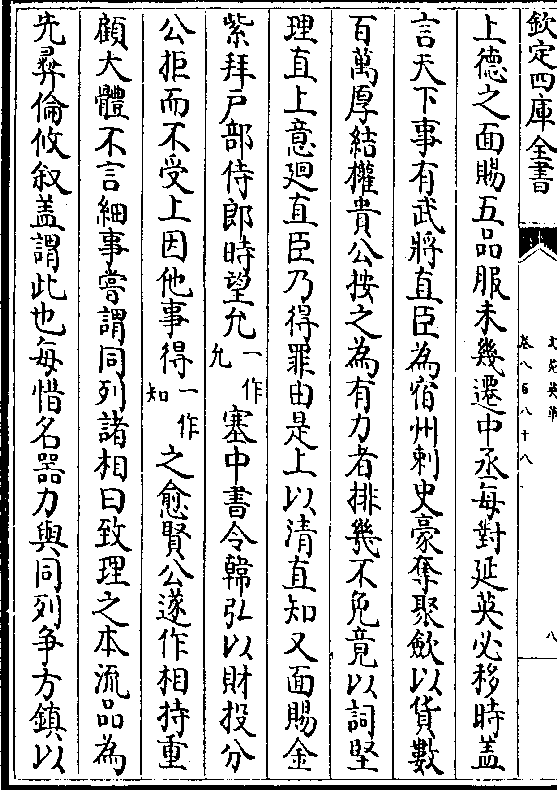 欽定四庫全書
文苑英華
卷八百八十八
八
上德之面賜五品服未幾遷中丞每對延英必移時蓋
言天下事有武將直臣為宿州刺史豪奪聚歛以貨數
百萬厚結權貴公按之為有力者排幾不免竟以詞堅
理直上意迴直臣乃得罪由是上以清直知又面賜金
紫拜户部侍郎時望允一作允塞中書令韓弘以財投分
公拒而不受上因他事得一作知之愈賢公遂作相持重
顧大體不言細事嘗謂同列諸相曰致理之本流品為
先彛倫攸叙蓋謂此也每惜名器力與同列爭方鎮以